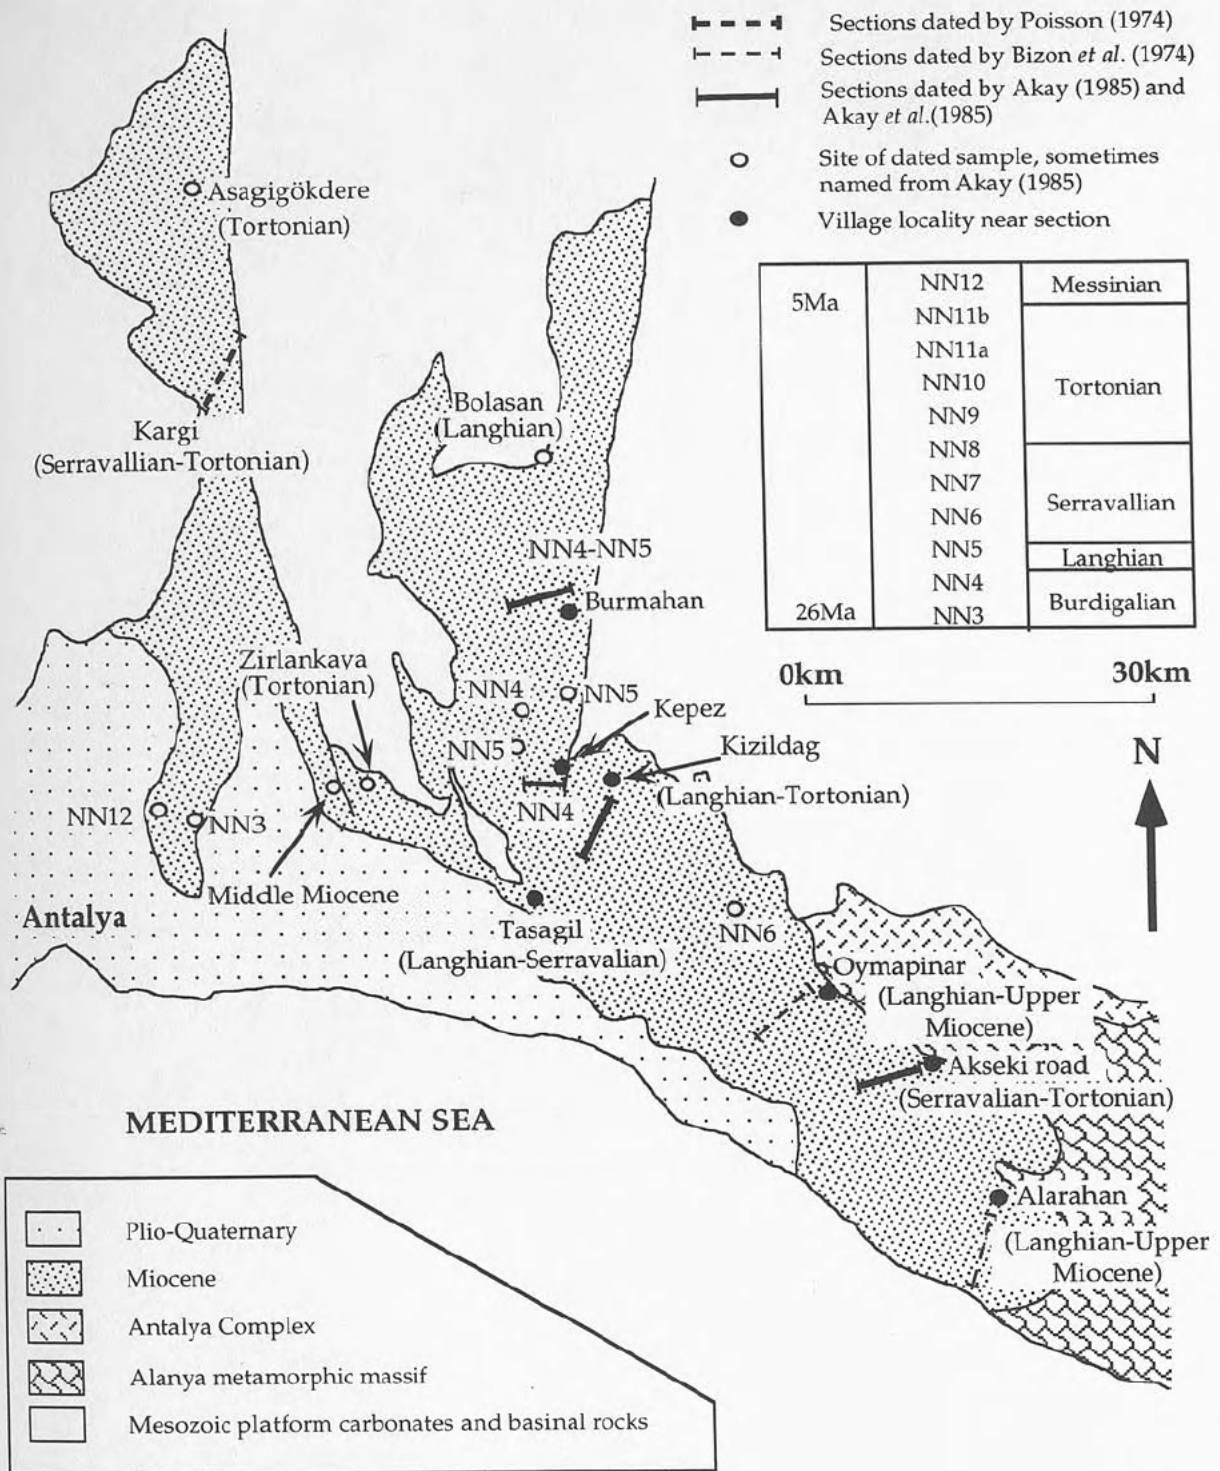 Sections dated by Poisson (1974)
Sections dated by Bizon et al. (1974)
Sections dated by Akay (1985) and
Akay et al.(1985)
Site of dated sample, sometimes
named from Akay (1985)
Village locality near section
5Ma
26Ma
NN12
NN11b
NN11a
NN10
NN9
NN8
NN7
NN6
NN5
NN4
NN3
Messinian
Tortonian
Serravallian
Langhian
Burdigalian
0km
30km
N
Asagigökdere
(Tortonian)
Kargi
(Serravallian-Tortonian)
Bolasan
(Langhian)
NN4-NN5
Burmahan
Zirlankava
(Tortonian)
NN4
NN5
Kepez
NN5
Kizildag
(Langhian-Tortonian)
NN4
NN12
NN3
Middle Miocene
Antalya
Tasagil
(Langhian-Serravalian)
NN6
Oymapinar
(Langhian-Upper
Miocene)
Akseki road
(Serravalian-Tortonian)
MEDITERRANEAN SEA
Alarahan
(Langhian-Upper
Miocene)
Plio-Quaternary
Miocene
Antalya Complex
Alanya metamorphic massif
Mesozoic platform carbonates and basinal rocks